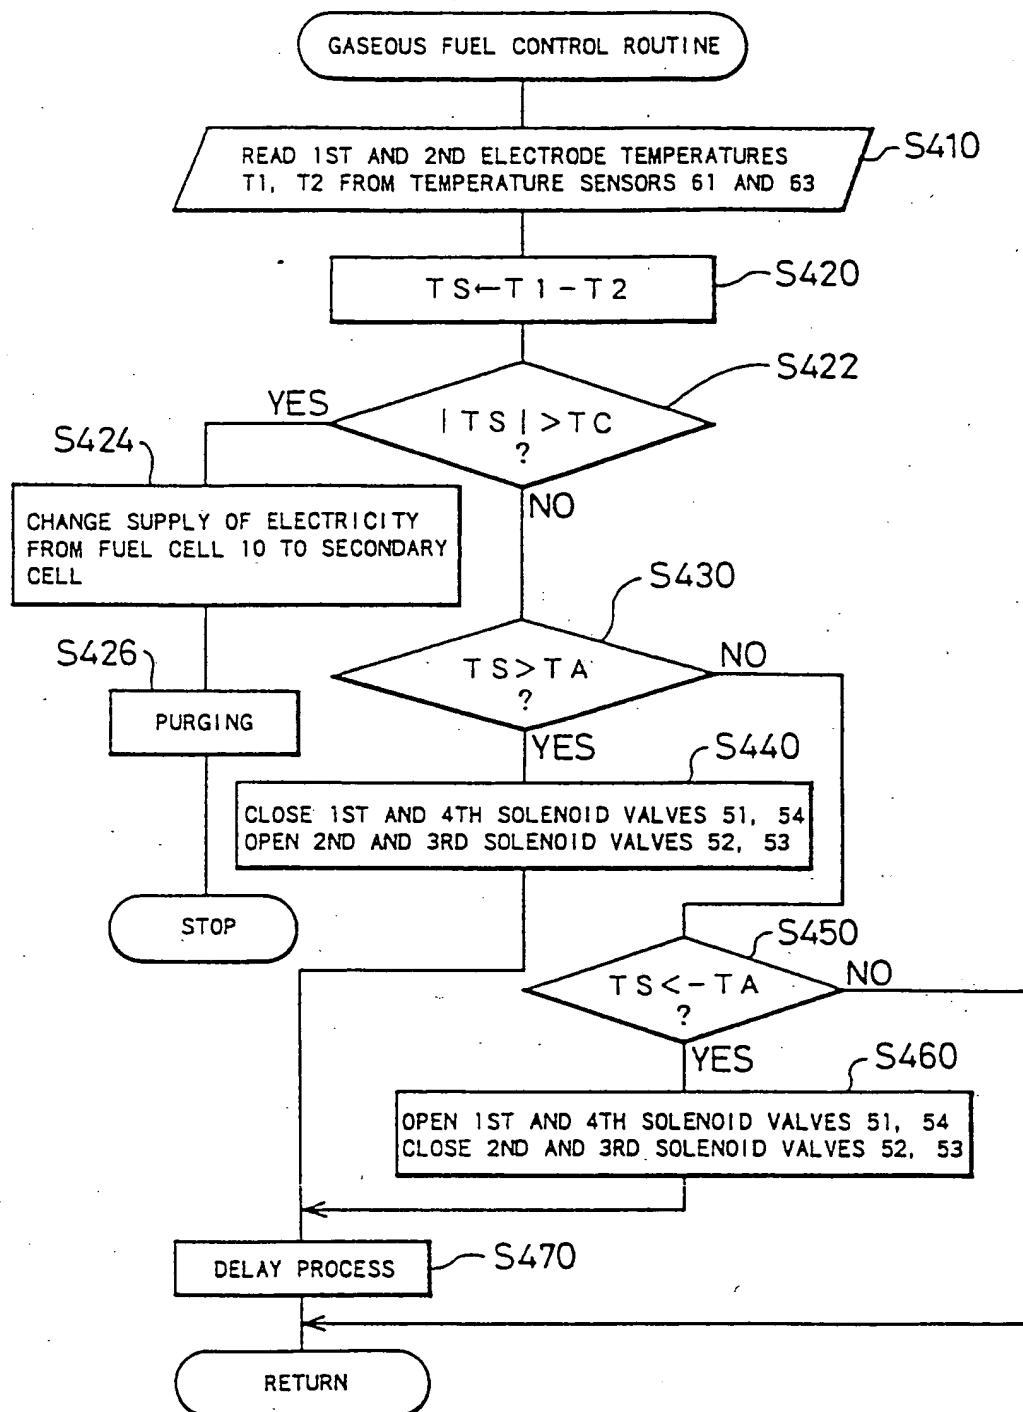 GASEOUS FUEL CONTROL ROUTINE
READ 1ST AND 2ND ELECTRODE TEMPERATURES
T1, T2 FROM TEMPERATURE SENSORS 61 AND 63
S410
TS←T1-T2
S420
|TS|>TC
?
S422
YES
NO
S424
CHANGE SUPPLY OF ELECTRICITY
FROM FUEL CELL 10 TO SECONDARY
CELL
S426
PURGING
STOP
S430
TS>TA
?
NO
YES
S440
CLOSE 1ST AND 4TH SOLENOID VALVES 51, 54
OPEN 2ND AND 3RD SOLENOID VALVES 52, 53
S450
TS<-TA
?
NO
YES
S460
OPEN 1ST AND 4TH SOLENOID VALVES 51, 54
CLOSE 2ND AND 3RD SOLENOID VALVES 52, 53
DELAY PROCESS
S470
RETURN